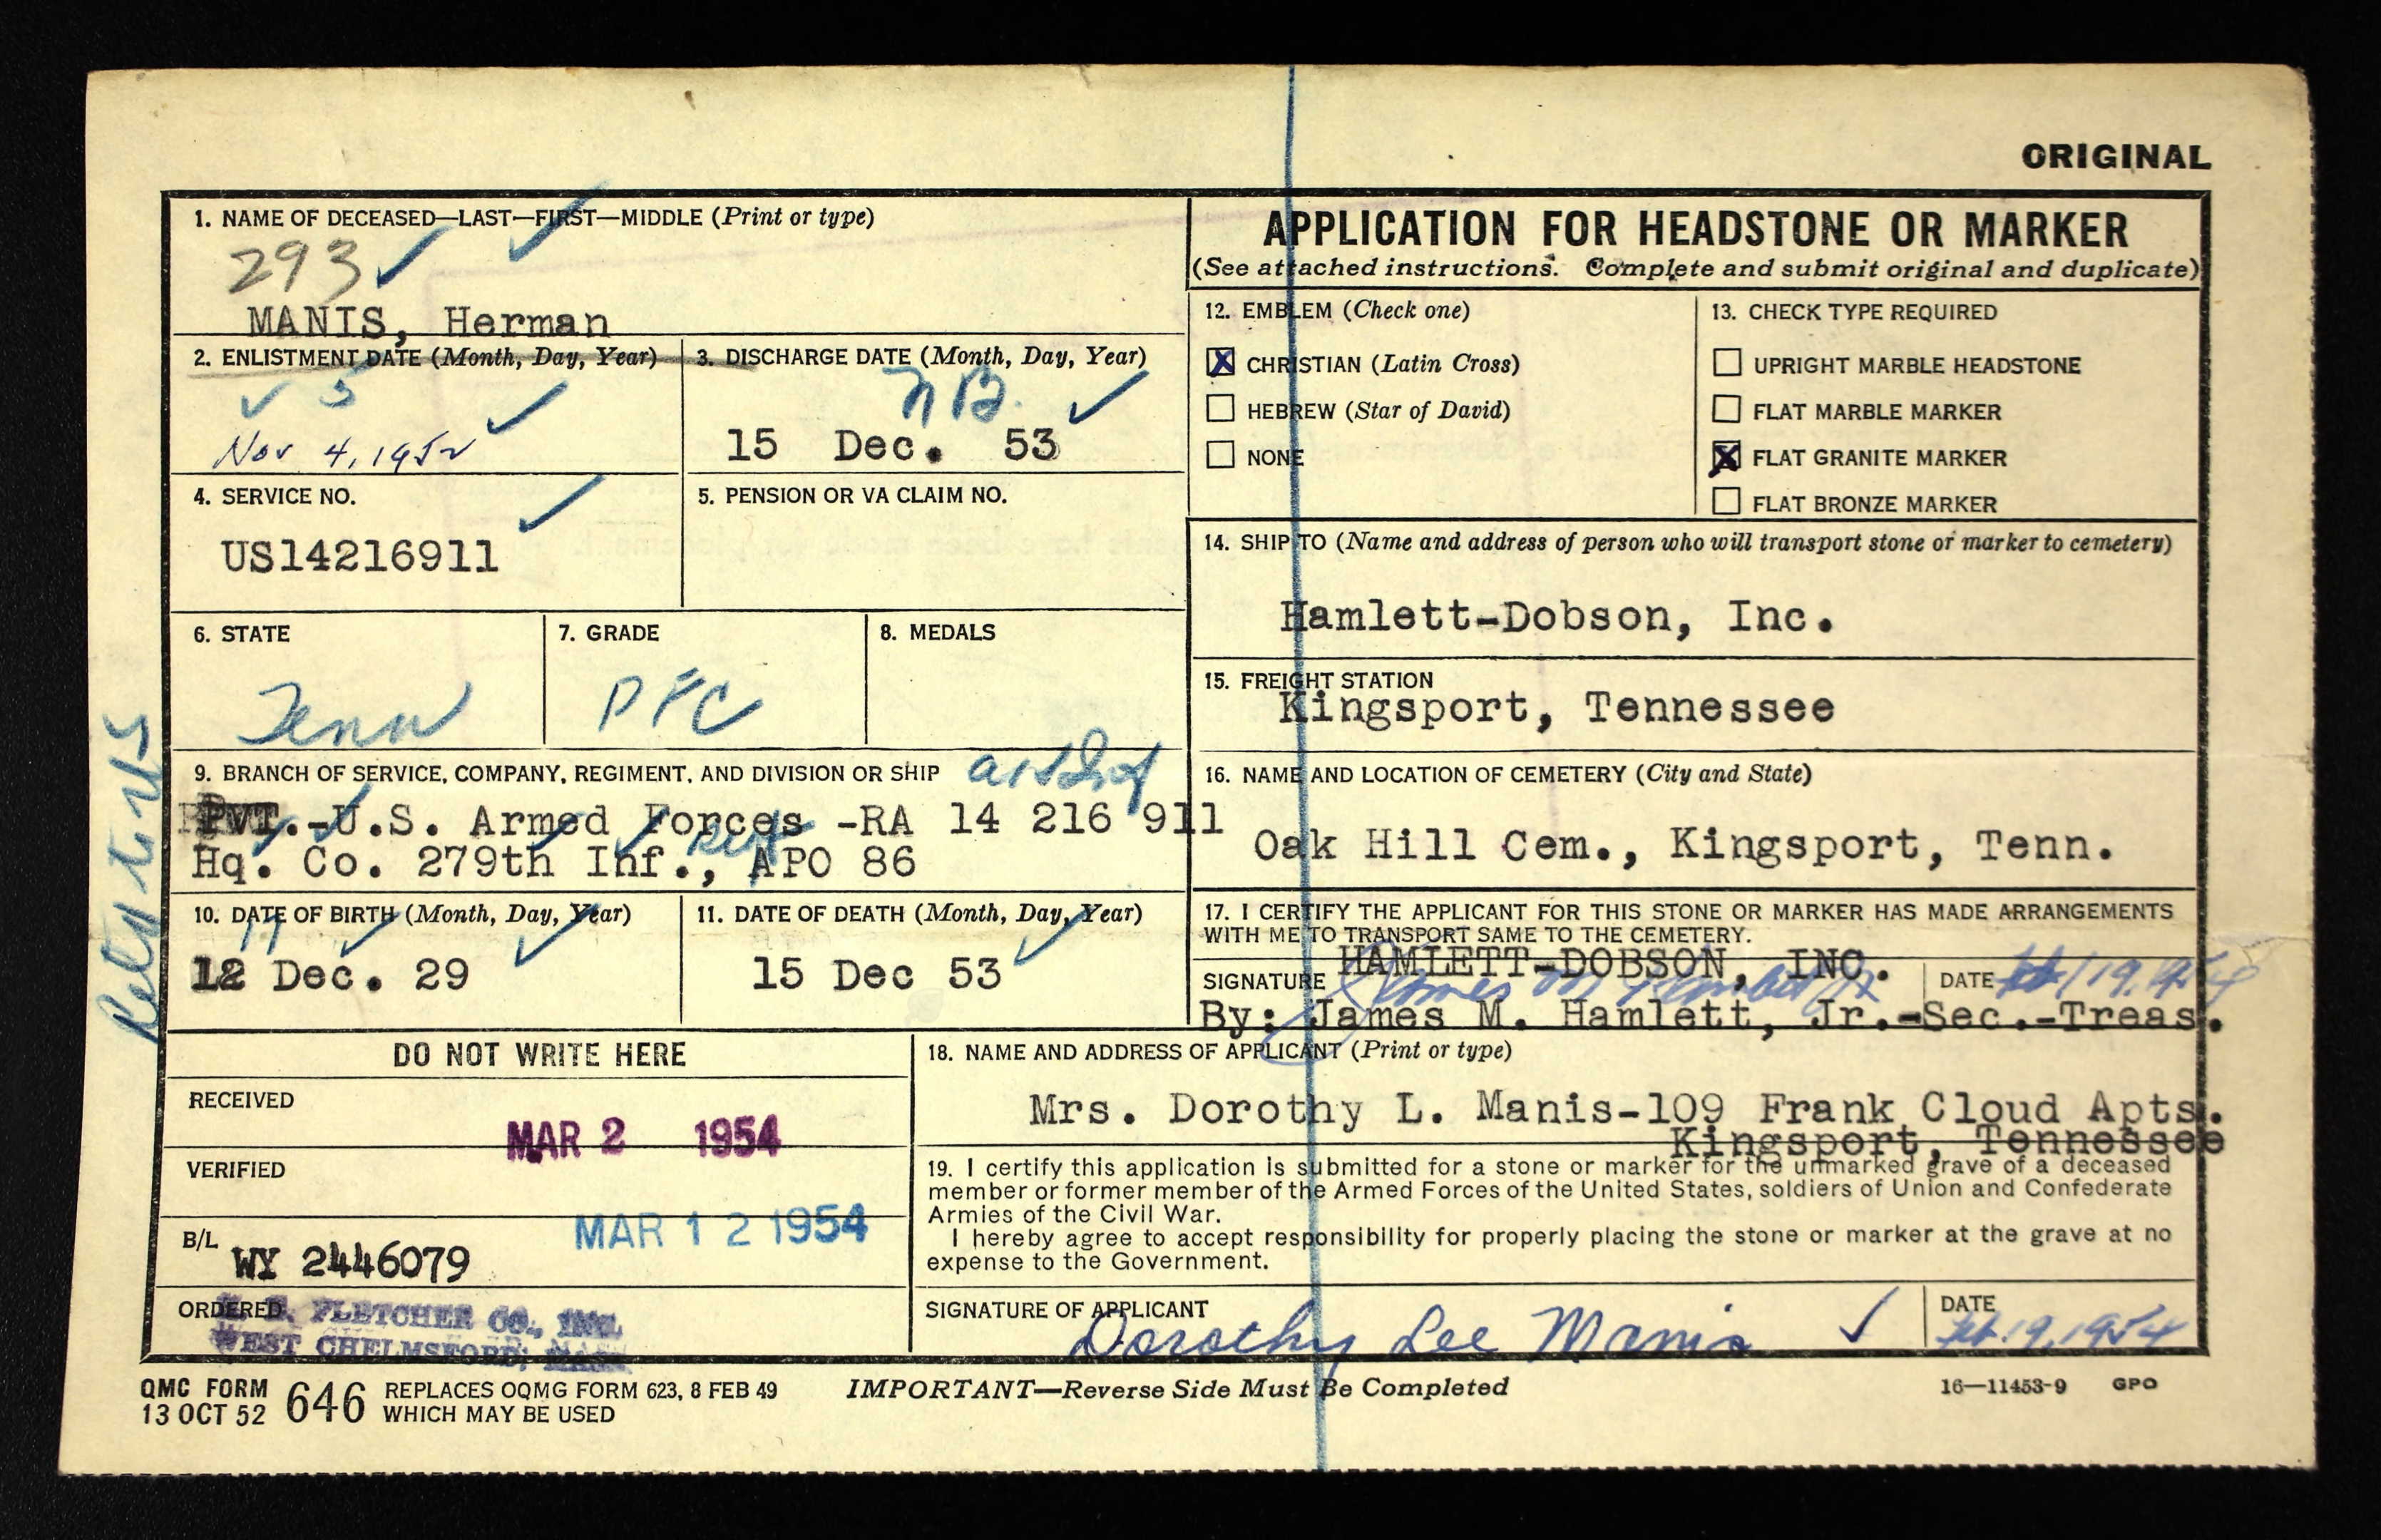 ORIGINAL
1. NAME OF DECEASED—LAST—FIRST—MIDDLE (Print or type)
293
MANIS, Herman
2. ENLISTMENT DATE (Month, Day, Year)
5
Nov 4, 1952
3. DISCHARGE DATE (Month, Day, Year)
15 Dec. 53
4. SERVICE NO.
US14216911
5. PENSION OR VA CLAIM NO.
6. STATE
Tenn
7. GRADE
PFC
8. MEDALS
9. BRANCH OF SERVICE, COMPANY, REGIMENT, AND DIVISION OR SHIP
PVT.-U.S. Armed Forces -RA 14 216 911
Hq. Co. 279th Inf., APO 86
10. DATE OF BIRTH (Month, Day, Year)
12 Dec. 29
11. DATE OF DEATH (Month, Day, Year)
15 Dec 53
APPLICATION FOR HEADSTONE OR MARKER
(See attached instructions. Complete and submit original and duplicate)
12. EMBLEM (Check one)
X CHRISTIAN (Latin Cross)
HEBREW (Star of David)
NONE
13. CHECK TYPE REQUIRED
UPRIGHT MARBLE HEADSTONE
FLAT MARBLE MARKER
X FLAT GRANITE MARKER
FLAT BRONZE MARKER
14. SHIP TO (Name and address of person who will transport stone or marker to cemetery)
Hamlett-Dobson, Inc.
15. FREIGHT STATION
Kingsport, Tennessee
16. NAME AND LOCATION OF CEMETERY (City and State)
Oak Hill Cem., Kingsport, Tenn.
17. I CERTIFY THE APPLICANT FOR THIS STONE OR MARKER HAS MADE ARRANGEMENTS
WITH ME TO TRANSPORT SAME TO THE CEMETERY.
HAMLETT-DOBSON, INC.
SIGNATURE
DATE
By: James M. Hamlett, Jr.-Sec.-Treas.
DO NOT WRITE HERE
RECEIVED
MAR 2 1954
VERIFIED
MAR 12 1954
B/L WY 2446079
ORDERED
FLETCHER CO., INC.
WEST CHELMSFORD, MASS.
18. NAME AND ADDRESS OF APPLICANT (Print or type)
Mrs. Dorothy L. Manis-109 Frank Cloud Apts.
Kingsport, Tennessee
19. I certify this application is submitted for a stone or marker for the unmarked grave of a deceased
member or former member of the Armed Forces of the United States, soldiers of Union and Confederate
Armies of the Civil War.
I hereby agree to accept responsibility for properly placing the stone or marker at the grave at no
expense to the Government.
SIGNATURE OF APPLICANT
Dorothy Lee Manis
DATE
Feb. 19, 1954
QMC FORM 646
13 OCT 52
REPLACES OQMG FORM 623, 8 FEB 49
WHICH MAY BE USED
IMPORTANT—Reverse Side Must Be Completed
16—11453-9 GPO